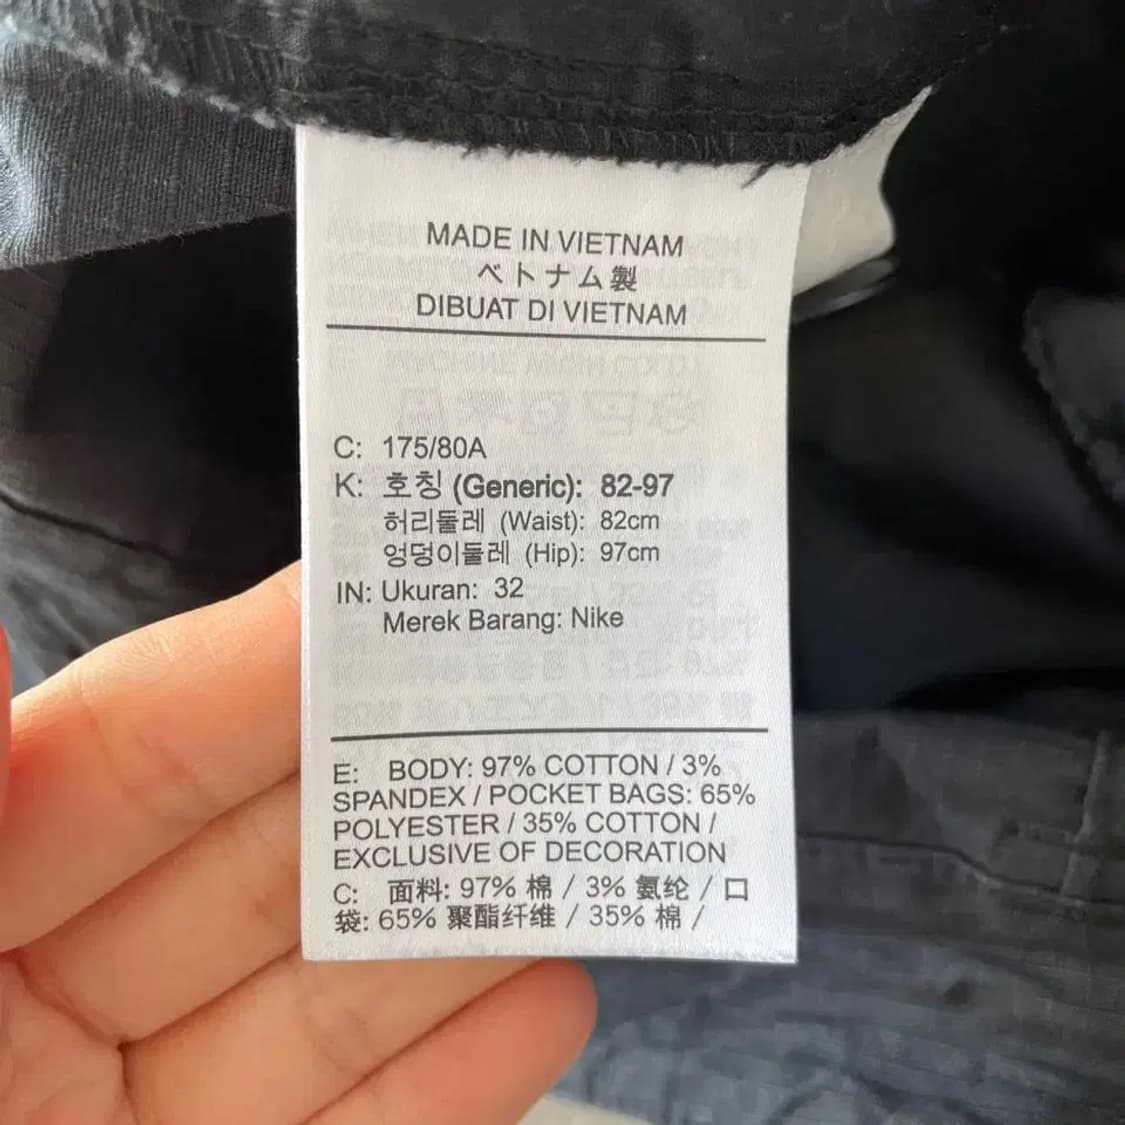 MADE IN VIETNAM
ベトナム製
DIBUAT DI VIETNAM
C: 175/80A
K: 호칭 (Generic): 82-97
허리둘레 (Waist): 82cm
엉덩이둘레 (Hip): 97cm
IN: Ukuran: 32
Merek Barang: Nike
E: BODY: 97% COTTON / 3%
SPANDEX / POCKET BAGS: 65%
POLYESTER / 35% COTTON /
EXCLUSIVE OF DECORATION
C: 面料: 97% 棉 / 3% 氨纶 / 口
袋: 65% 聚酯纤维 / 35% 棉 /